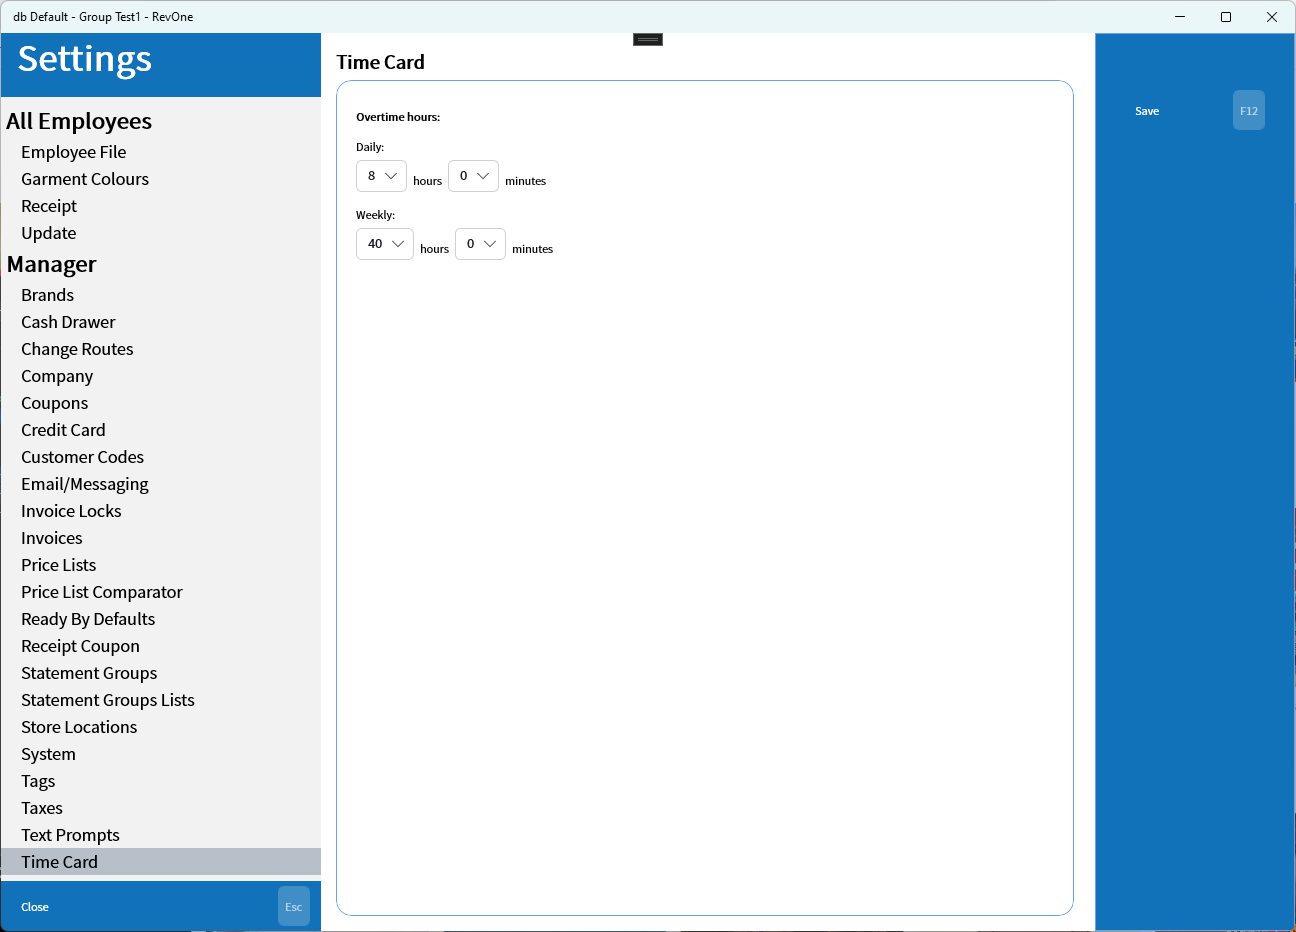 db Default - Group Test1 - RevOne
Settings
All Employees
Employee File
Garment Colours
Receipt
Update
Manager
Brands
Cash Drawer
Change Routes
Company
Coupons
Credit Card
Customer Codes
Email/Messaging
Invoice Locks
Invoices
Price Lists
Price List Comparator
Ready By Defaults
Receipt Coupon
Statement Groups
Statement Groups Lists
Store Locations
System
Tags
Taxes
Text Prompts
Time Card
Close Esc
Time Card
Overtime hours:
Daily:
8 hours 0 minutes
Weekly:
40 hours 0 minutes
Save F12